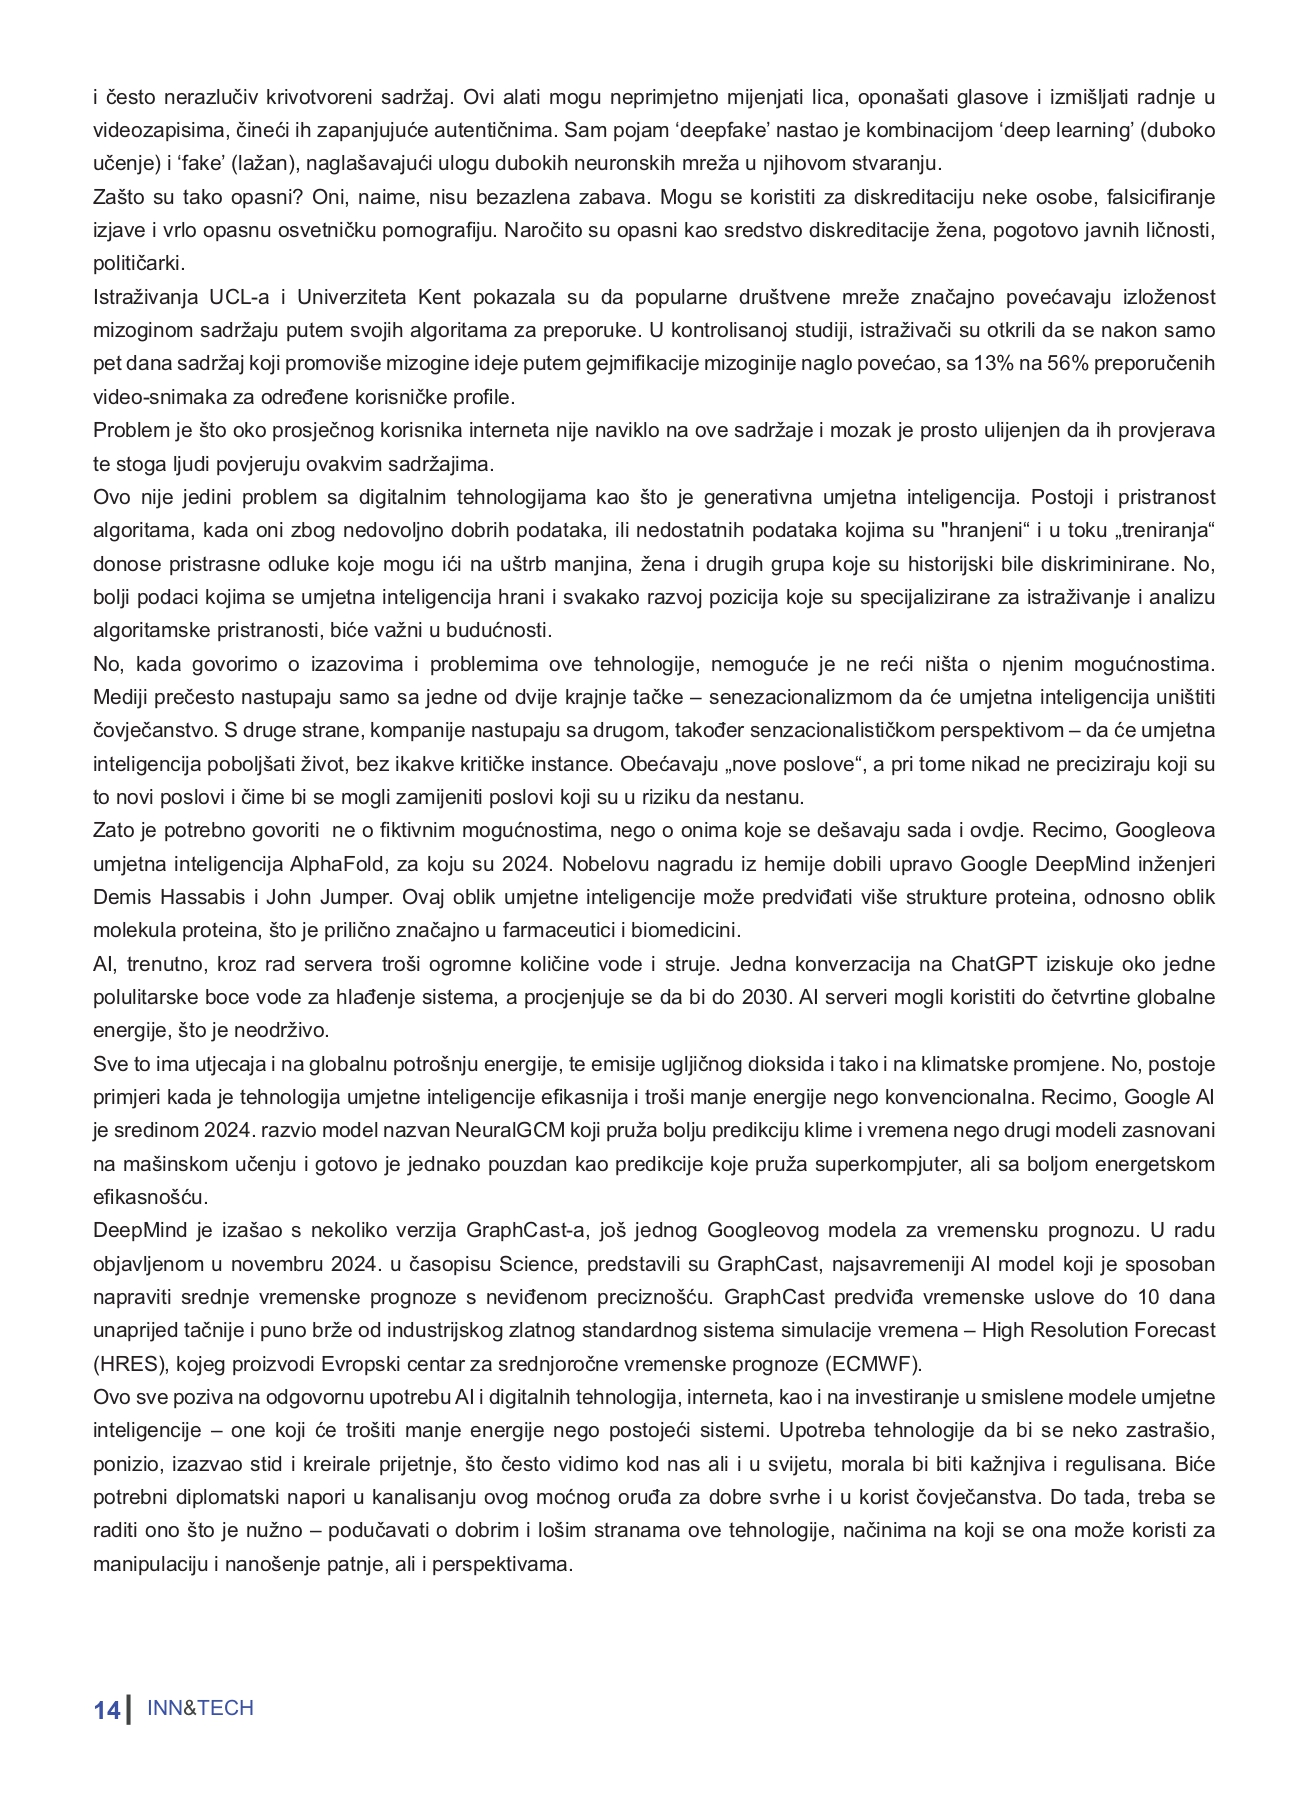 i često nerazlučiv krivotvoreni sadržaj. Ovi alati mogu neprimjetno mijenjati lica, oponašati glasove i izmišljati radnje u
videozapisima, čineći ih zapanjujuće autentičnima. Sam pojam ‘deepfake’ nastao je kombinacijom ‘deep learning’ (duboko
učenje) i ‘fake’ (lažan), naglašavajući ulogu dubokih neuronskih mreža u njihovom stvaranju.
Zašto su tako opasni? Oni, naime, nisu bezazlena zabava. Mogu se koristiti za diskreditaciju neke osobe, falsicifiranje
izjave i vrlo opasnu osvetničku pornografiju. Naročito su opasni kao sredstvo diskreditacije žena, pogotovo javnih ličnosti,
političarki.
Istraživanja UCL-a i Univerziteta Kent pokazala su da popularne društvene mreže značajno povećavaju izloženost
mizoginom sadržaju putem svojih algoritama za preporuke. U kontrolisanoj studiji, istraživači su otkrili da se nakon samo
pet dana sadržaj koji promoviše mizogine ideje putem gejmifikacije mizoginije naglo povećao, sa 13% na 56% preporučenih
video-snimaka za određene korisničke profile.
Problem je što oko prosječnog korisnika interneta nije naviklo na ove sadržaje i mozak je prosto ulijenjen da ih provjerava
te stoga ljudi povjeruju ovakvim sadržajima.
Ovo nije jedini problem sa digitalnim tehnologijama kao što je generativna umjetna inteligencija. Postoji i pristranost
algoritama, kada oni zbog nedovoljno dobrih podataka, ili nedostatnih podataka kojima su "hranjeni“ i u toku „treniranja“
donose pristrasne odluke koje mogu ići na uštrb manjina, žena i drugih grupa koje su historijski bile diskriminirane. No,
bolji podaci kojima se umjetna inteligencija hrani i svakako razvoj pozicija koje su specijalizirane za istraživanje i analizu
algoritamske pristranosti, biće važni u budućnosti.
No, kada govorimo o izazovima i problemima ove tehnologije, nemoguće je ne reći ništa o njenim mogućnostima.
Mediji prečesto nastupaju samo sa jedne od dvije krajnje tačke – senezacionalizmom da će umjetna inteligencija uništiti
čovječanstvo. S druge strane, kompanije nastupaju sa drugom, također senzacionalističkom perspektivom – da će umjetna
inteligencija poboljšati život, bez ikakve kritičke instance. Obećavaju „nove poslove“, a pri tome nikad ne preciziraju koji su
to novi poslovi i čime bi se mogli zamijeniti poslovi koji su u riziku da nestanu.
Zato je potrebno govoriti  ne o fiktivnim mogućnostima, nego o onima koje se dešavaju sada i ovdje. Recimo, Googleova
umjetna inteligencija AlphaFold, za koju su 2024. Nobelovu nagradu iz hemije dobili upravo Google DeepMind inženjeri
Demis Hassabis i John Jumper. Ovaj oblik umjetne inteligencije može predviđati više strukture proteina, odnosno oblik
molekula proteina, što je prilično značajno u farmaceutici i biomedicini.
AI, trenutno, kroz rad servera troši ogromne količine vode i struje. Jedna konverzacija na ChatGPT iziskuje oko jedne
polulitarske boce vode za hlađenje sistema, a procjenjuje se da bi do 2030. AI serveri mogli koristiti do četvrtine globalne
energije, što je neodrživo.
Sve to ima utjecaja i na globalnu potrošnju energije, te emisije ugljičnog dioksida i tako i na klimatske promjene. No, postoje
primjeri kada je tehnologija umjetne inteligencije efikasnija i troši manje energije nego konvencionalna. Recimo, Google AI
je sredinom 2024. razvio model nazvan NeuralGCM koji pruža bolju predikciju klime i vremena nego drugi modeli zasnovani
na mašinskom učenju i gotovo je jednako pouzdan kao predikcije koje pruža superkompjuter, ali sa boljom energetskom
efikasnošću.
DeepMind je izašao s nekoliko verzija GraphCast-a, još jednog Googleovog modela za vremensku prognozu. U radu
objavljenom u novembru 2024. u časopisu Science, predstavili su GraphCast, najsavremeniji AI model koji je sposoban
napraviti srednje vremenske prognoze s neviđenom preciznošću. GraphCast predviđa vremenske uslove do 10 dana
unaprijed tačnije i puno brže od industrijskog zlatnog standardnog sistema simulacije vremena – High Resolution Forecast
(HRES), kojeg proizvodi Evropski centar za srednjoročne vremenske prognoze (ECMWF).
Ovo sve poziva na odgovornu upotrebu AI i digitalnih tehnologija, interneta, kao i na investiranje u smislene modele umjetne
inteligencije – one koji će trošiti manje energije nego postojeći sistemi. Upotreba tehnologije da bi se neko zastrašio,
ponizio, izazvao stid i kreirale prijetnje, što često vidimo kod nas ali i u svijetu, morala bi biti kažnjiva i regulisana. Biće
potrebni diplomatski napori u kanalisanju ovog moćnog oruđa za dobre svrhe i u korist čovječanstva. Do tada, treba se
raditi ono što je nužno – podučavati o dobrim i lošim stranama ove tehnologije, načinima na koji se ona može koristi za
manipulaciju i nanošenje patnje, ali i perspektivama.
14 INN&TECH